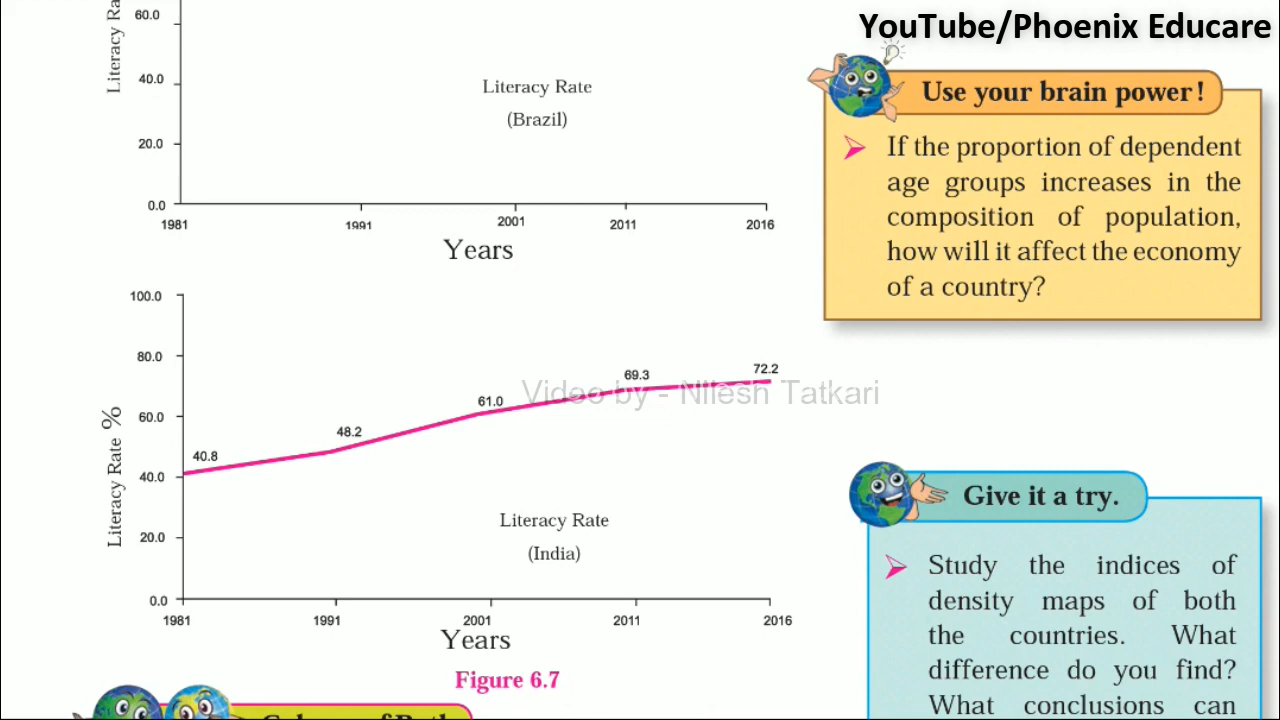 YouTube/Phoenix Educare
60.0
40.0
20.0
0.0
Literacy Rate
(Brazil)
1981 1991 2001 2011 2016
Years
100.0
80.0
60.0
40.0
20.0
0.0
Literacy Rate %
40.8
48.2
61.0
69.3
72.2
Video by - Nilesh Tatkari
Literacy Rate
(India)
1981 1991 2001 2011 2016
Years
Figure 6.7
Use your brain power!
If the proportion of dependent
age groups increases in the
composition of population,
how will it affect the economy
of a country?
Give it a try.
Study the indices of
density maps of both
the countries. What
difference do you find?
What conclusions can